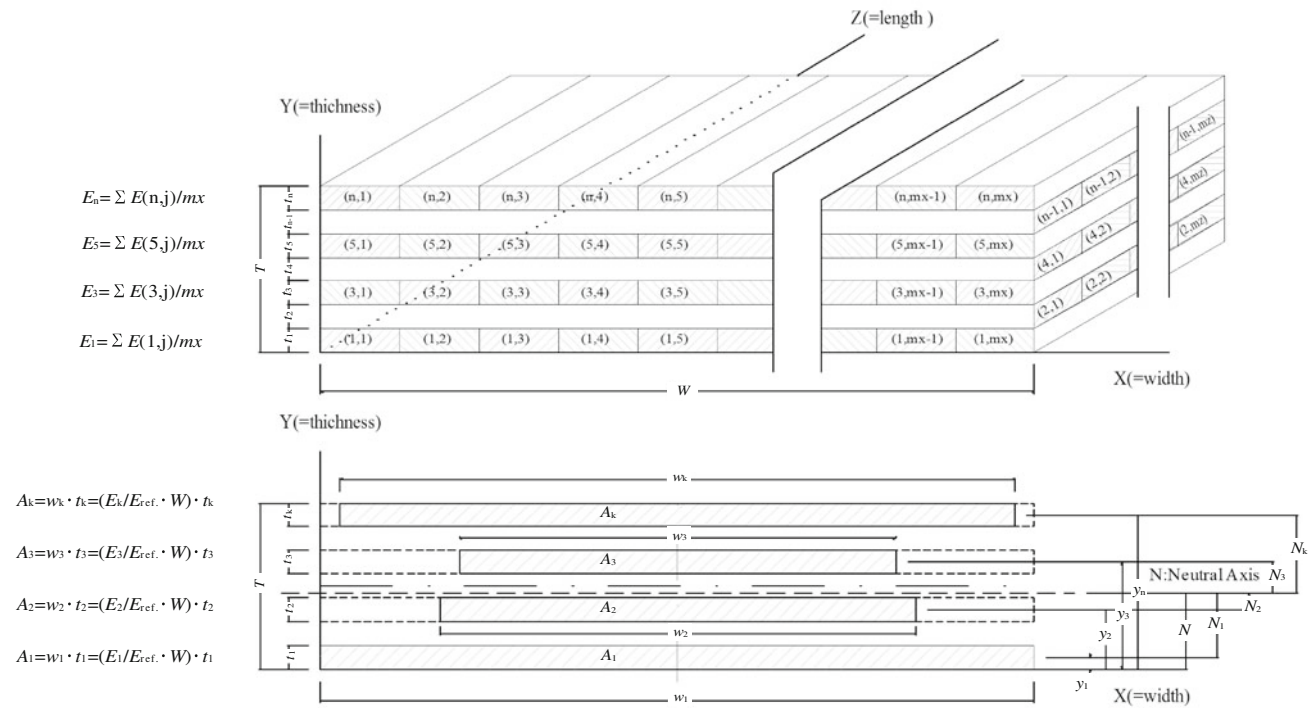 Z(=length )
Y(=thichness)
Eₙ= Σ E(n,j)/mx
E₅= Σ E(5,j)/mx
E₃= Σ E(3,j)/mx
E₁= Σ E(1,j)/mx
T
tₙ
tₙ₋₁
t₅
t₄
t₃
t₂
t₁
(n,1) (n,2) (n,3) (n,4) (n,5) (n,mx-1) (n,mx)
(5,1) (5,2) (5,3) (5,4) (5,5) (5,mx-1) (5,mx)
(3,1) (3,2) (3,3) (3,4) (3,5) (3,mx-1) (3,mx)
(1,1) (1,2) (1,3) (1,4) (1,5) (1,mx-1) (1,mx)
(n-1,1) (n-1,2) (n-1,mz)
(4,1) (4,2) (4,mz)
(2,1) (2,2) (2,mz)
W
X(=width)
Y(=thichness)
Aₖ=wₖ· tₖ=(Eₖ/E_ref.· W)· tₖ
A₃=w₃· t₃=(E₃/E_ref.· W)· t₃
A₂=w₂· t₂=(E₂/E_ref.· W)· t₂
A₁=w₁· t₁=(E₁/E_ref.· W)· t₁
T
tₖ
t₃
t₂
t₁
wₖ
Aₖ
w₃
A₃
A₂
w₂
A₁
w₁
N:Neutral Axis
Nₖ
N₃
N₂
N₁
N
yₙ
y₃
y₂
y₁
X(=width)